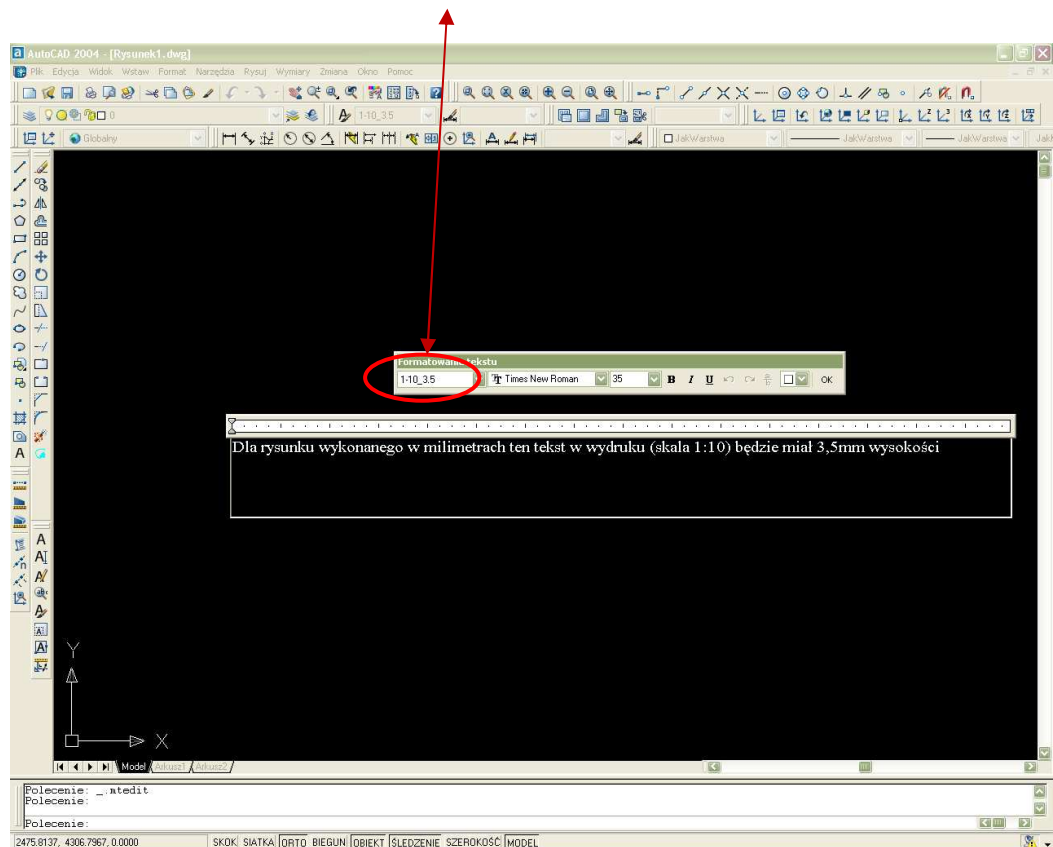 AutoCAD 2004 - [Rysunek1.dwg]
Plik Edycja Widok Wstaw Format Narzędzia Rysuj Wymiary Zmiana Okno Pomoc
0 1-10_3.5
Globalny JakWarstwa JakWarstwa JakWarstwa
Formatowanie tekstu
1-10_3.5 Times New Roman 35 B I U OK
Dla rysunku wykonanego w milimetrach ten tekst w wydruku (skala 1:10) będzie miał 3,5mm wysokości
Y
X
Model Arkusz1 Arkusz2
Polecenie: _.mtedit
Polecenie:
Polecenie:
2475.8137, 4306.7967, 0.0000 SKOK SIATKA ORTO BIEGUN OBIEKT ŚLEDZENIE SZEROKOŚĆ MODEL